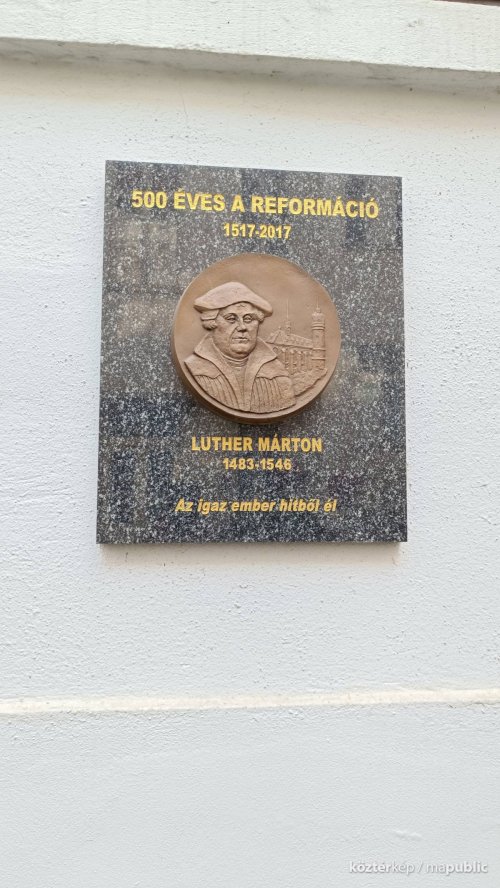 500 ÉVES A REFORMÁCIÓ
1517-2017
LUTHER MÁRTON
1483-1546
Az igaz ember hitből él
köztérkép / mapublic